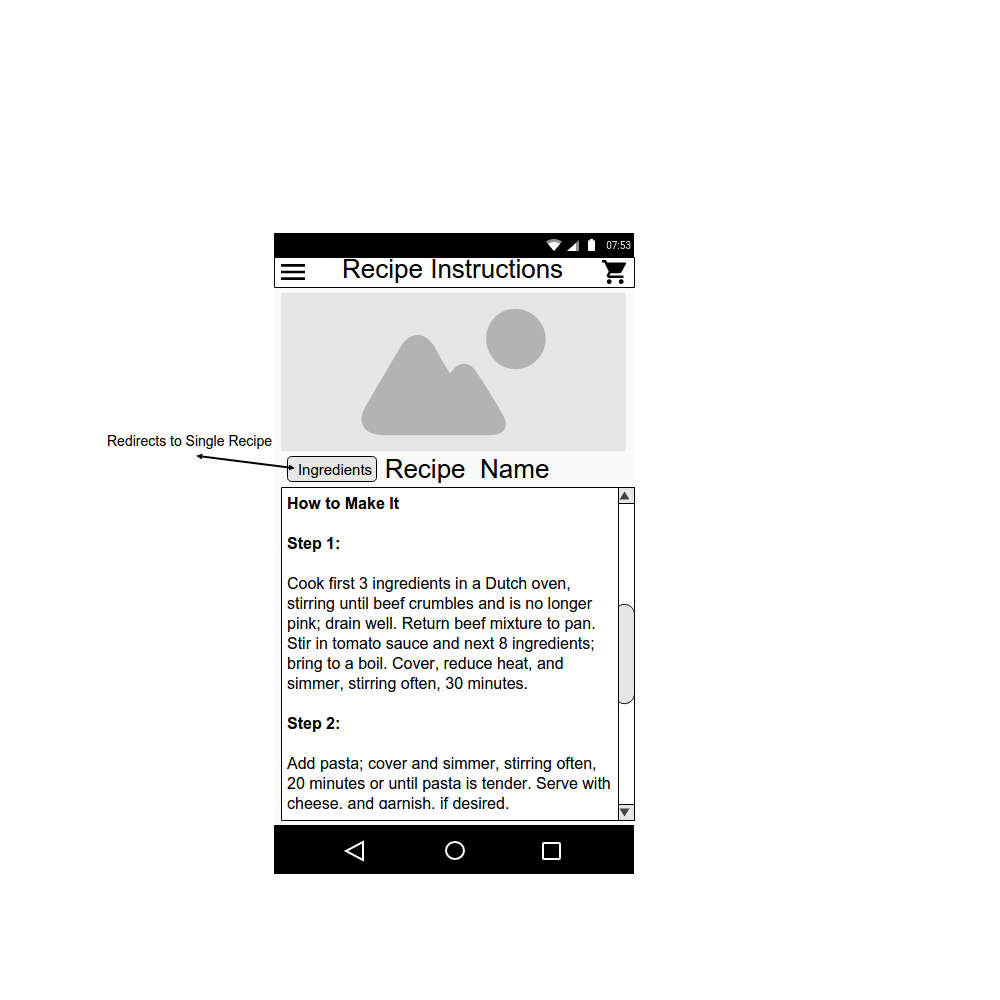 07:53
Recipe Instructions
Redirects to Single Recipe
Ingredients
Recipe Name
How to Make It
Step 1:
Cook first 3 ingredients in a Dutch oven,
stirring until beef crumbles and is no longer
pink; drain well. Return beef mixture to pan.
Stir in tomato sauce and next 8 ingredients;
bring to a boil. Cover, reduce heat, and
simmer, stirring often, 30 minutes.
Step 2:
Add pasta; cover and simmer, stirring often,
20 minutes or until pasta is tender. Serve with
cheese, and garnish, if desired.